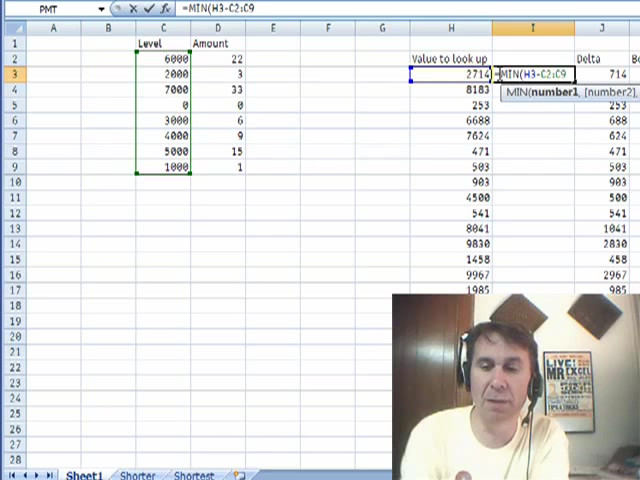 PMT =MIN(H3-C2:C9
A B C D E F G H I J
1 Level Amount
2 6000 22 Value to look up Delta
3 2000 3 2714 =MIN(H3-C2:C9 714
4 7000 33 8183 MIN(number1, [number2],
5 0 0 253 253
6 3000 6 6688 688
7 4000 9 7624 624
8 5000 15 471 471
9 1000 1 503 503
10 903 903
11 4500 500
12 541 541
13 8041 1041
14 9830 2830
15 1458 458
16 9967 2967
17 1985 985
18
19
20
21
22
23
24
25
26
27
28
LIVE!
MR EXCEL
Sheet1 Shorter Shortest